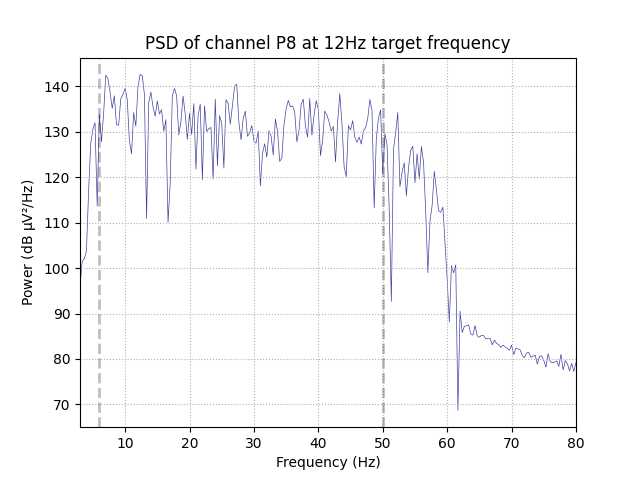 PSD of channel P8 at 12Hz target frequency
Power (dB µV²/Hz)
140
130
120
110
100
90
80
70
10 20 30 40 50 60 70 80
Frequency (Hz)